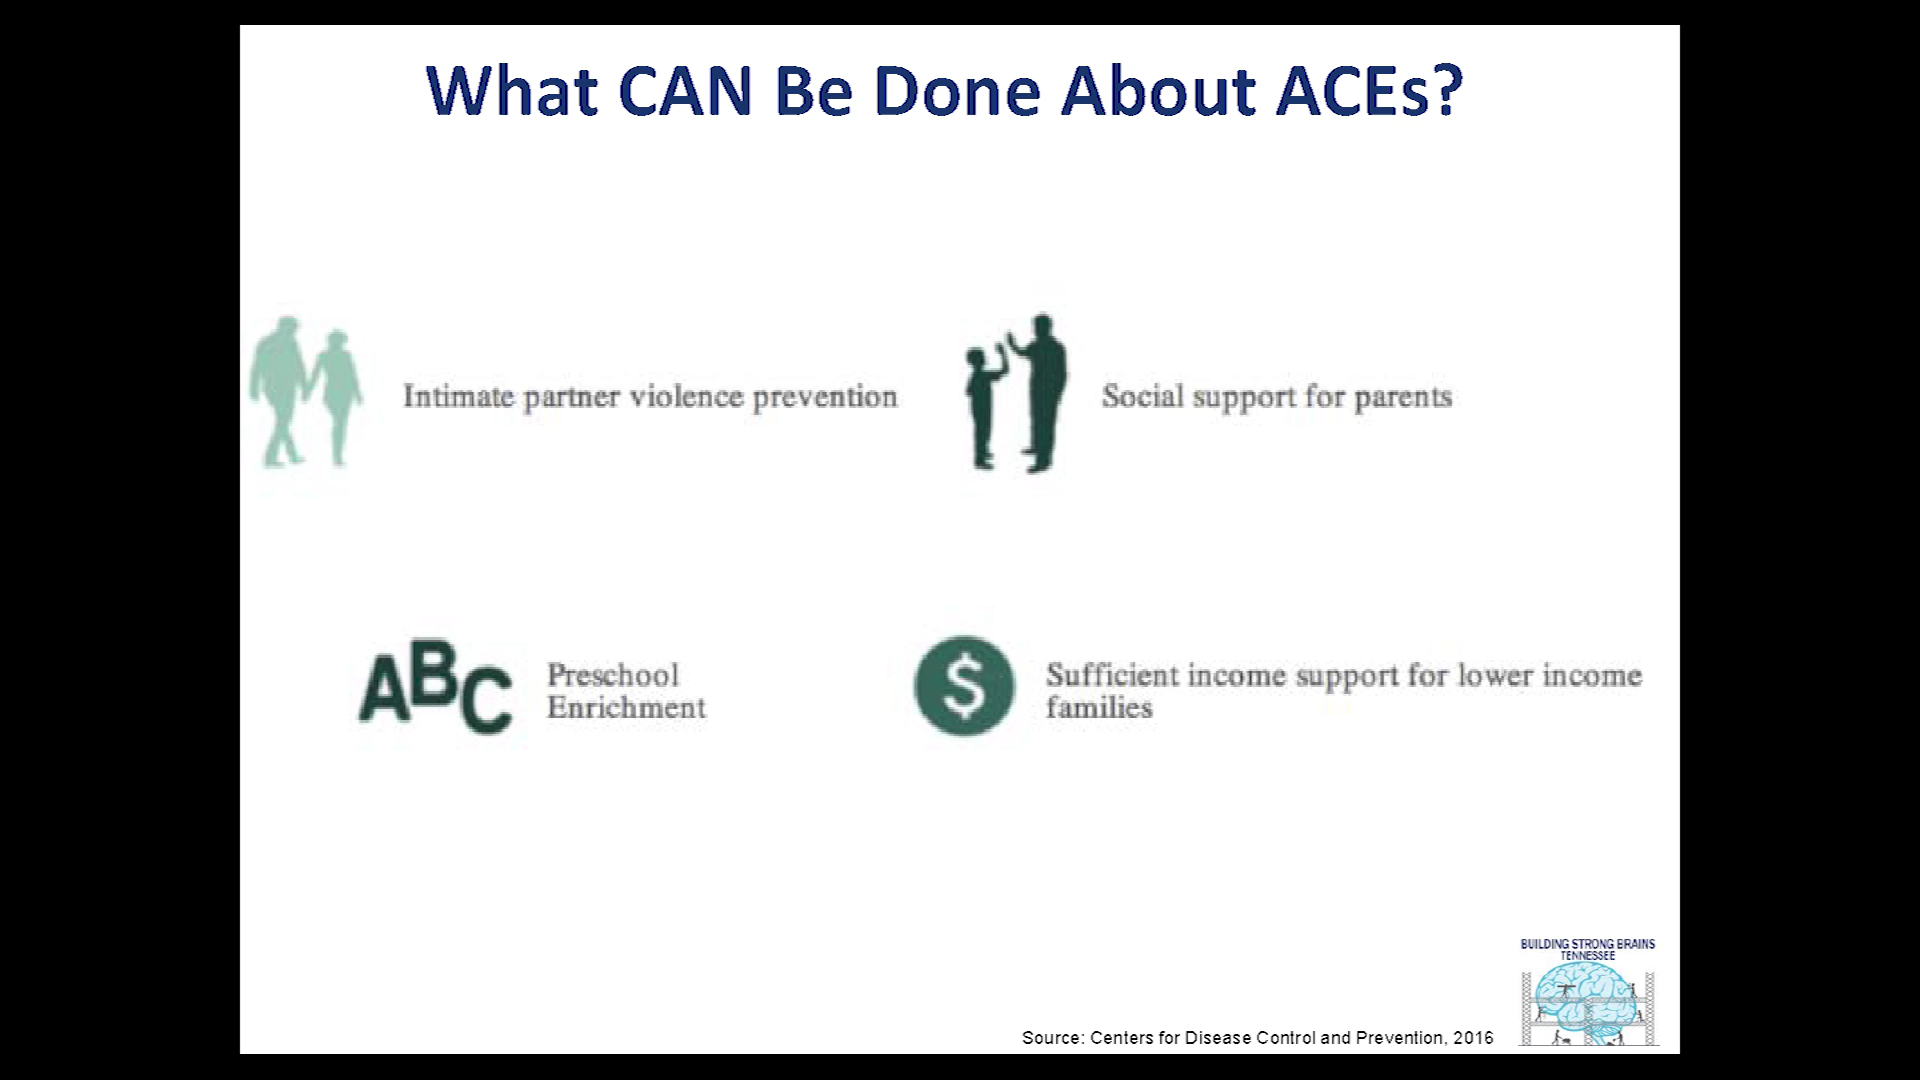 What CAN Be Done About ACEs?
Intimate partner violence prevention
Social support for parents
ABC
Preschool
Enrichment
$
Sufficient income support for lower income
families
BUILDING STRONG BRAINS
TENNESSEE
Source: Centers for Disease Control and Prevention, 2016